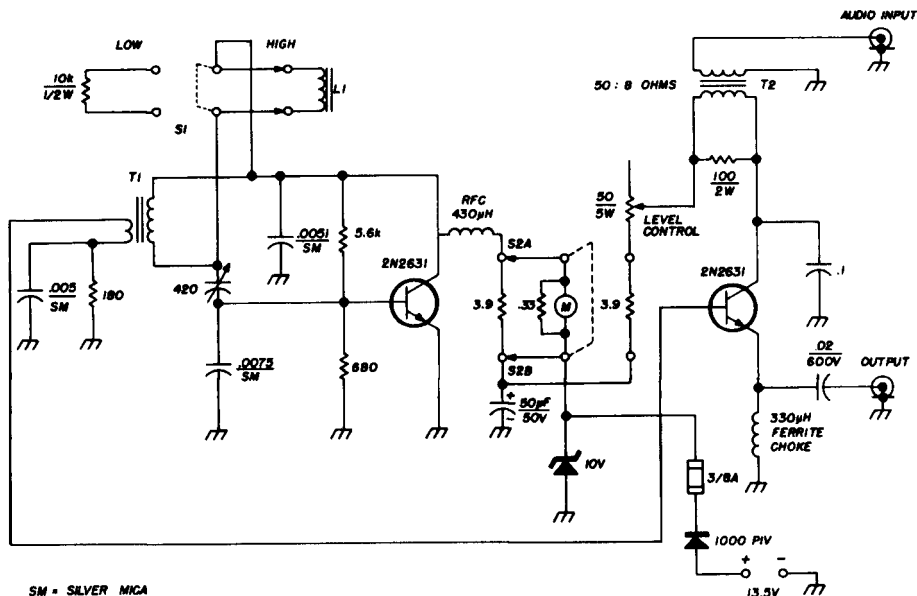 AUDIO INPUT
LOW
HIGH
10k
1/2W
L1
S1
50 : 8 OHMS
T2
T1
100
2W
50
5W
LEVEL
CONTROL
RFC
430μH
.0051
SM
5.6k
S2A
2N2631
2N2631
.1
.005
SM
180
420
3.9
.33
M
3.9
.02
600V
OUTPUT
.0075
SM
680
S2B
+
50μF
50V
-
330μH
FERRITE
CHOKE
10V
3/8A
1000 PIV
+
-
13.5V
SM = SILVER MICA